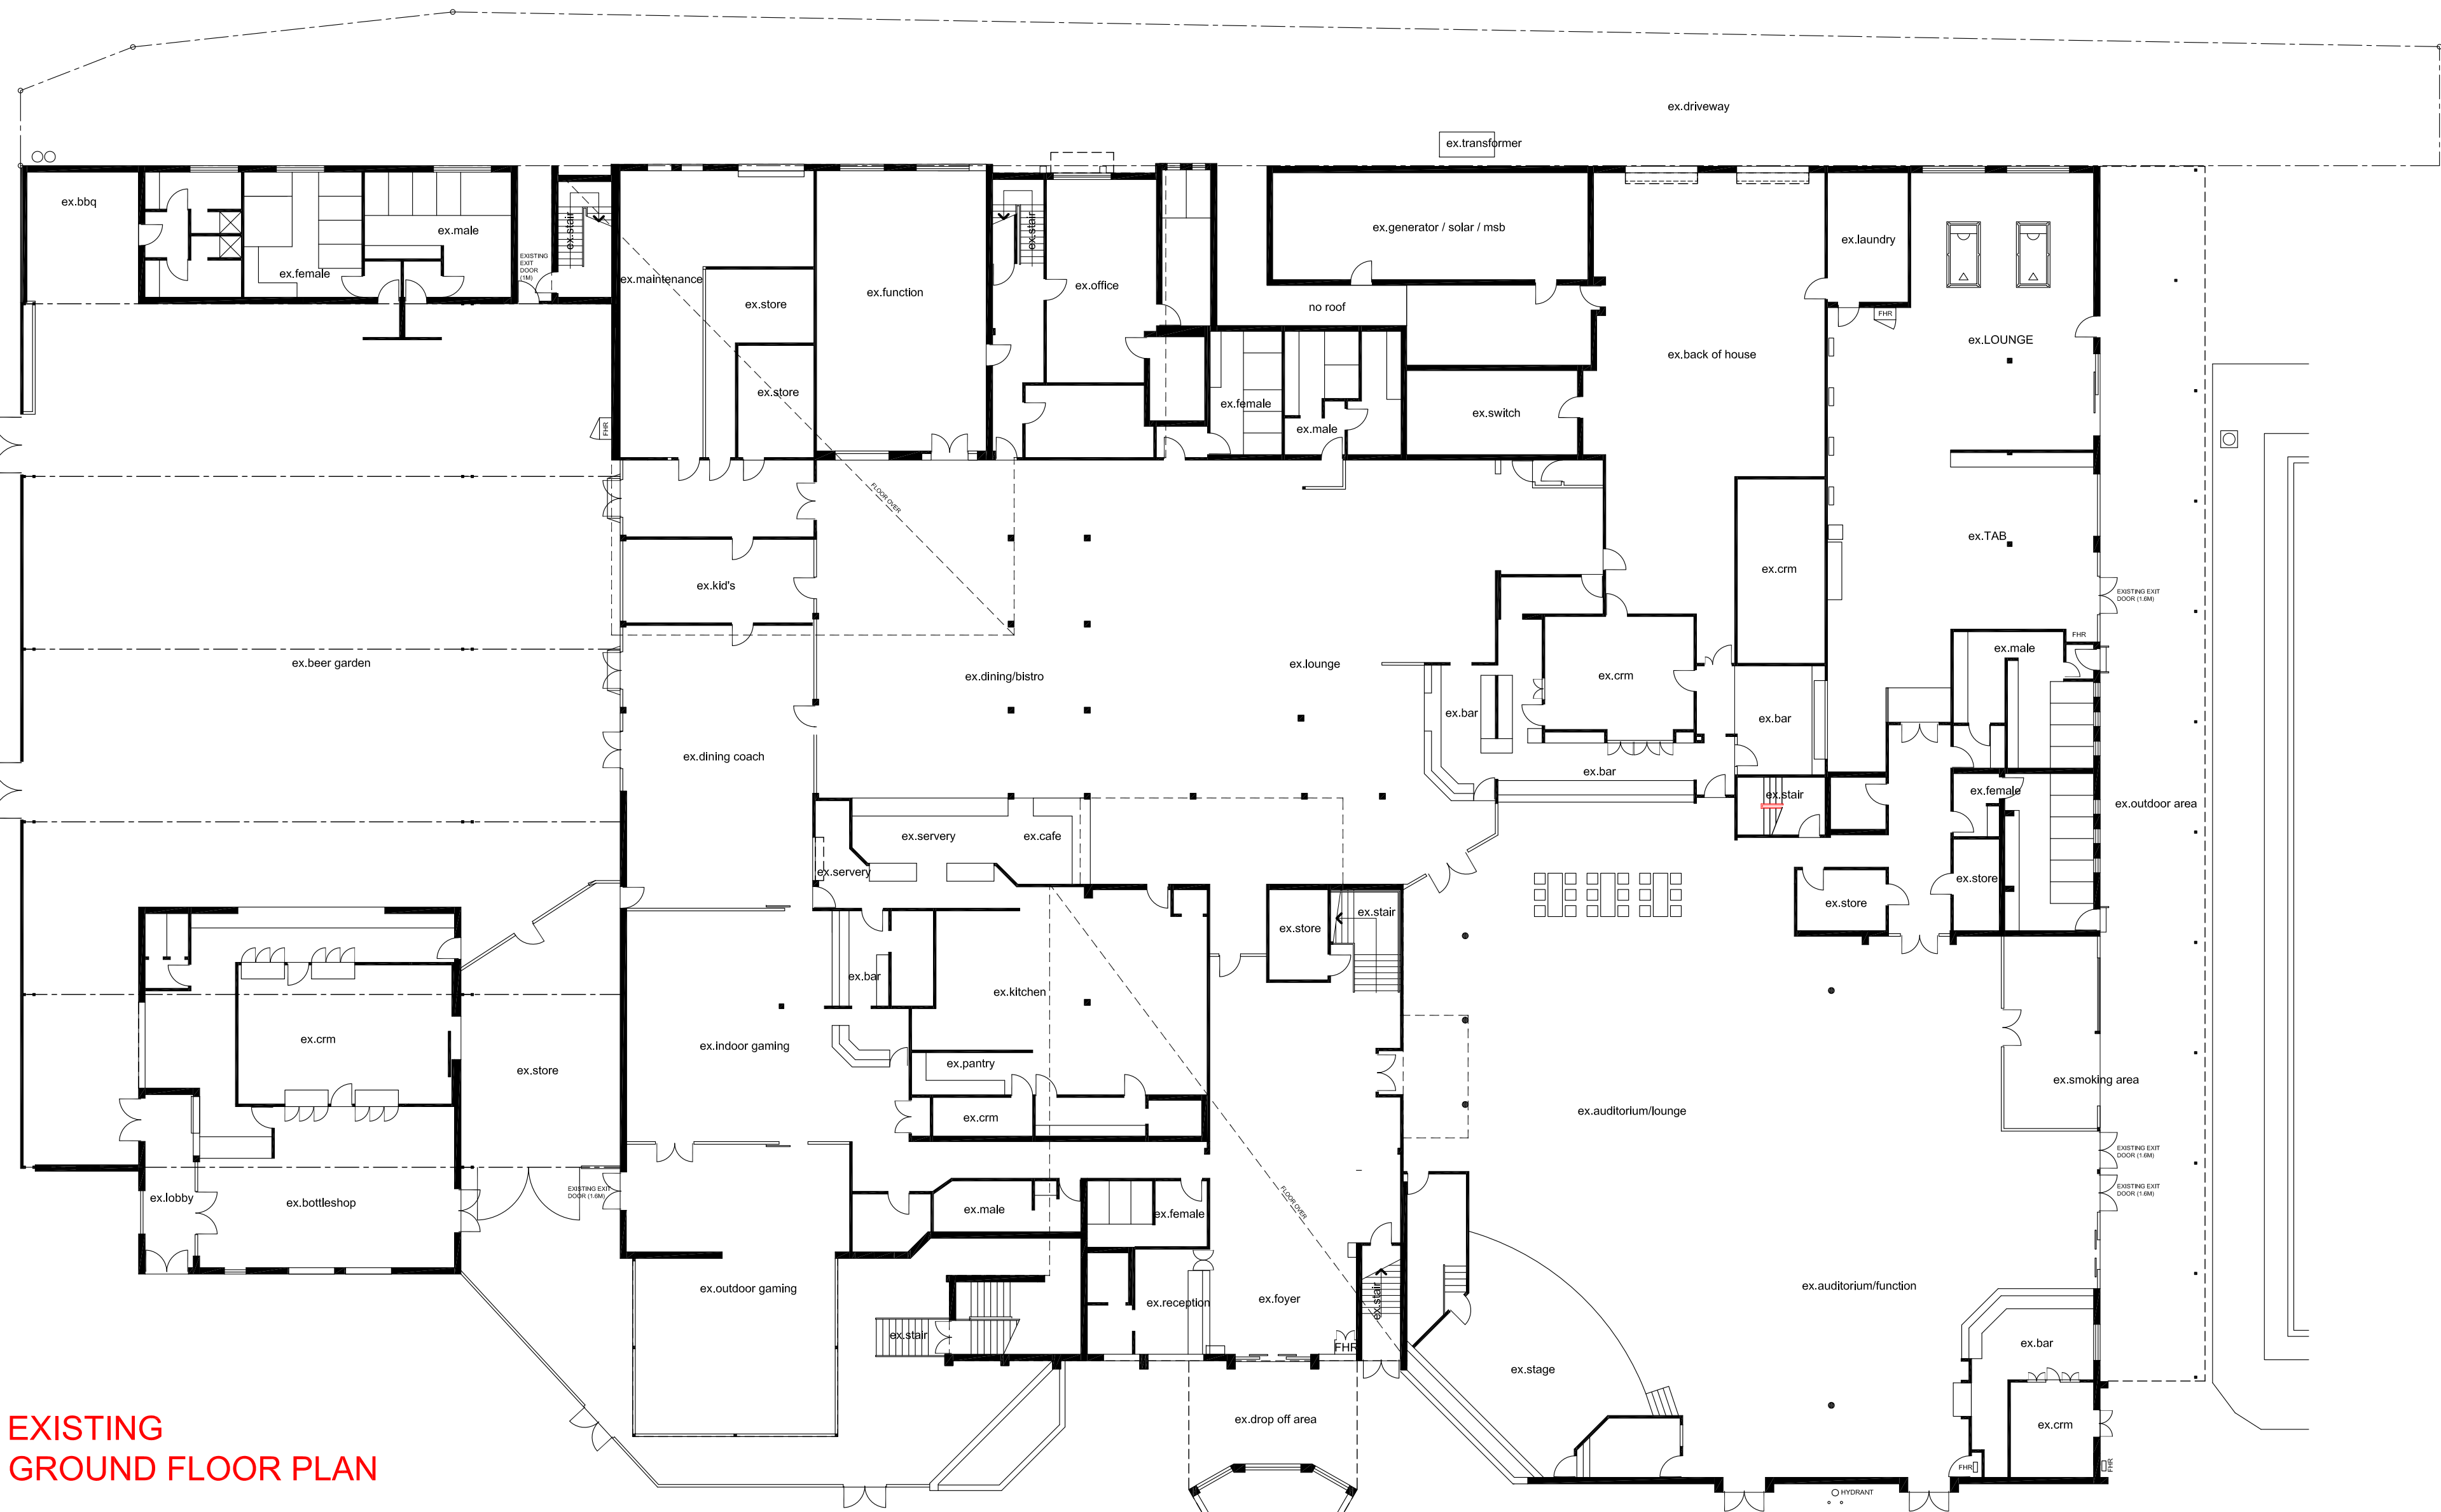 ex.driveway
ex.transformer
ex.bbq
ex.male
ex.female
EXISTING
EXIT
DOOR
(1M)
ex.stair
ex.maintenance
ex.store
ex.store
ex.function
ex.stair
ex.office
ex.generator / solar / msb
no roof
ex.laundry
FHR
ex.LOUNGE
ex.back of house
ex.female
ex.male
ex.switch
FHR
FLOOR OVER
ex.TAB
ex.crm
ex.kid's
EXISTING EXIT
DOOR (1.6M)
FHR
ex.male
ex.beer garden
ex.dining/bistro
ex.lounge
ex.crm
ex.bar
ex.bar
ex.dining coach
ex.bar
ex.stair
ex.female
ex.outdoor area
ex.servery
ex.cafe
ex.servery
ex.store
ex.store
ex.stair
ex.store
ex.bar
ex.kitchen
ex.crm
ex.indoor gaming
ex.pantry
ex.store
ex.smoking area
ex.crm
ex.auditorium/lounge
EXISTING EXIT
DOOR (1.6M)
EXISTING EXIT
DOOR (1.6M)
EXISTING EXIT
DOOR (1.6M)
ex.lobby
ex.bottleshop
ex.male
ex.female
FLOOR OVER
ex.outdoor gaming
ex.reception
ex.foyer
ex.stair
ex.auditorium/function
ex.stair
FHR
ex.bar
ex.stage
ex.drop off area
ex.crm
FHR
FHR
HYDRANT
EXISTING
GROUND FLOOR PLAN